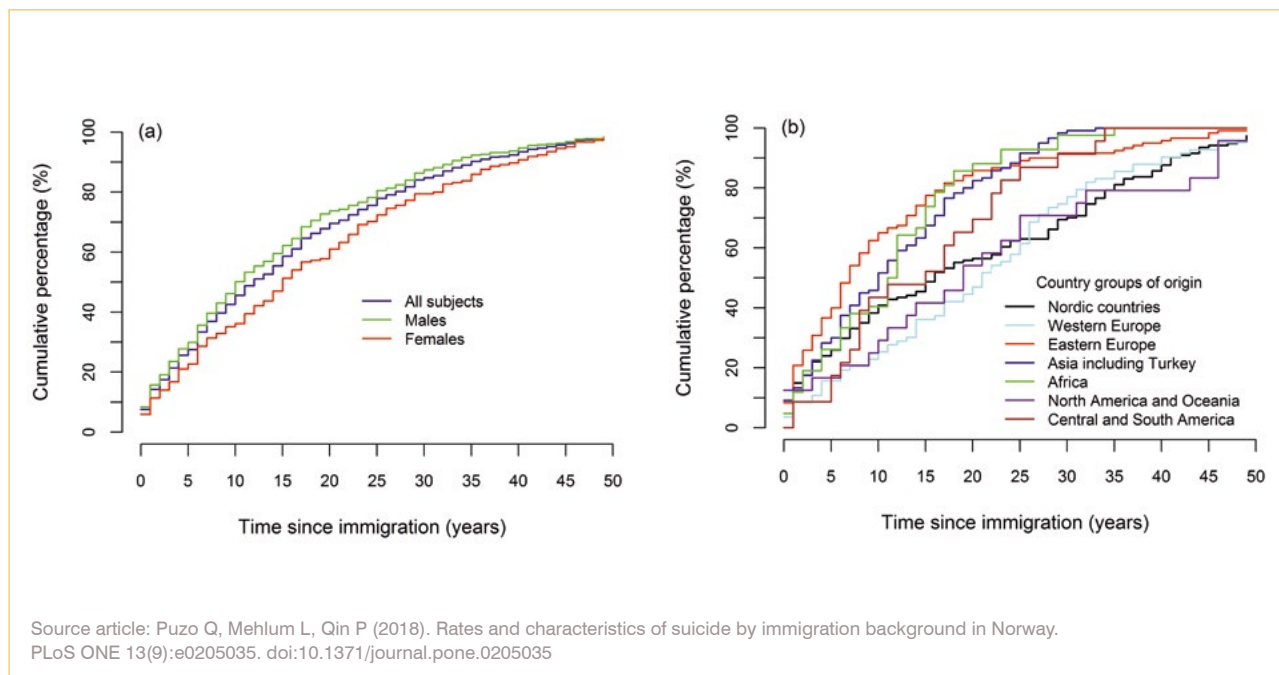 (a)
Cumulative percentage (%)
100
80
60
40
20
0
All subjects
Males
Females
0 5 10 15 20 25 30 35 40 45 50
Time since immigration (years)
(b)
Cumulative percentage (%)
100
80
60
40
20
0
Country groups of origin
Nordic countries
Western Europe
Eastern Europe
Asia including Turkey
Africa
North America and Oceania
Central and South America
0 5 10 15 20 25 30 35 40 45 50
Time since immigration (years)
Source article: Puzo Q, Mehlum L, Qin P (2018). Rates and characteristics of suicide by immigration background in Norway.
PLoS ONE 13(9):e0205035. doi:10.1371/journal.pone.0205035